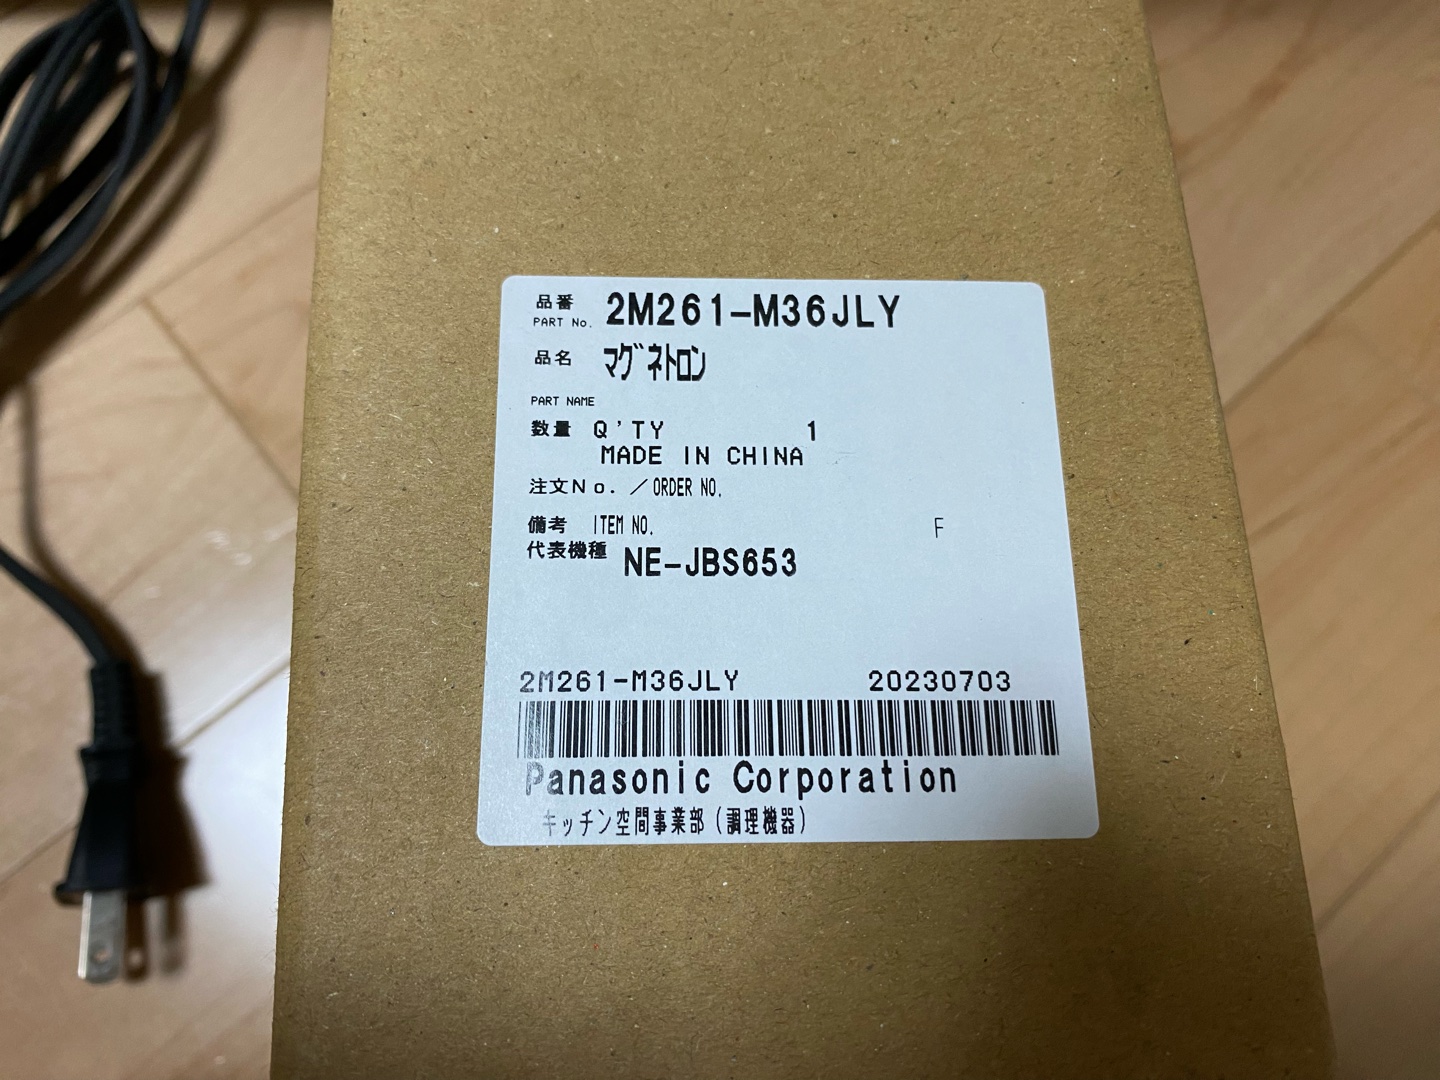 品番 PART No. 2M261-M36JLY
品名 マグネトロン
PART NAME
数量 Q'TY 1
MADE IN CHINA
注文No.／ORDER NO.
備考 ITEM NO. F
代表機種 NE-JBS653
2M261-M36JLY 20230703
Panasonic Corporation
キッチン空間事業部(調理機器)